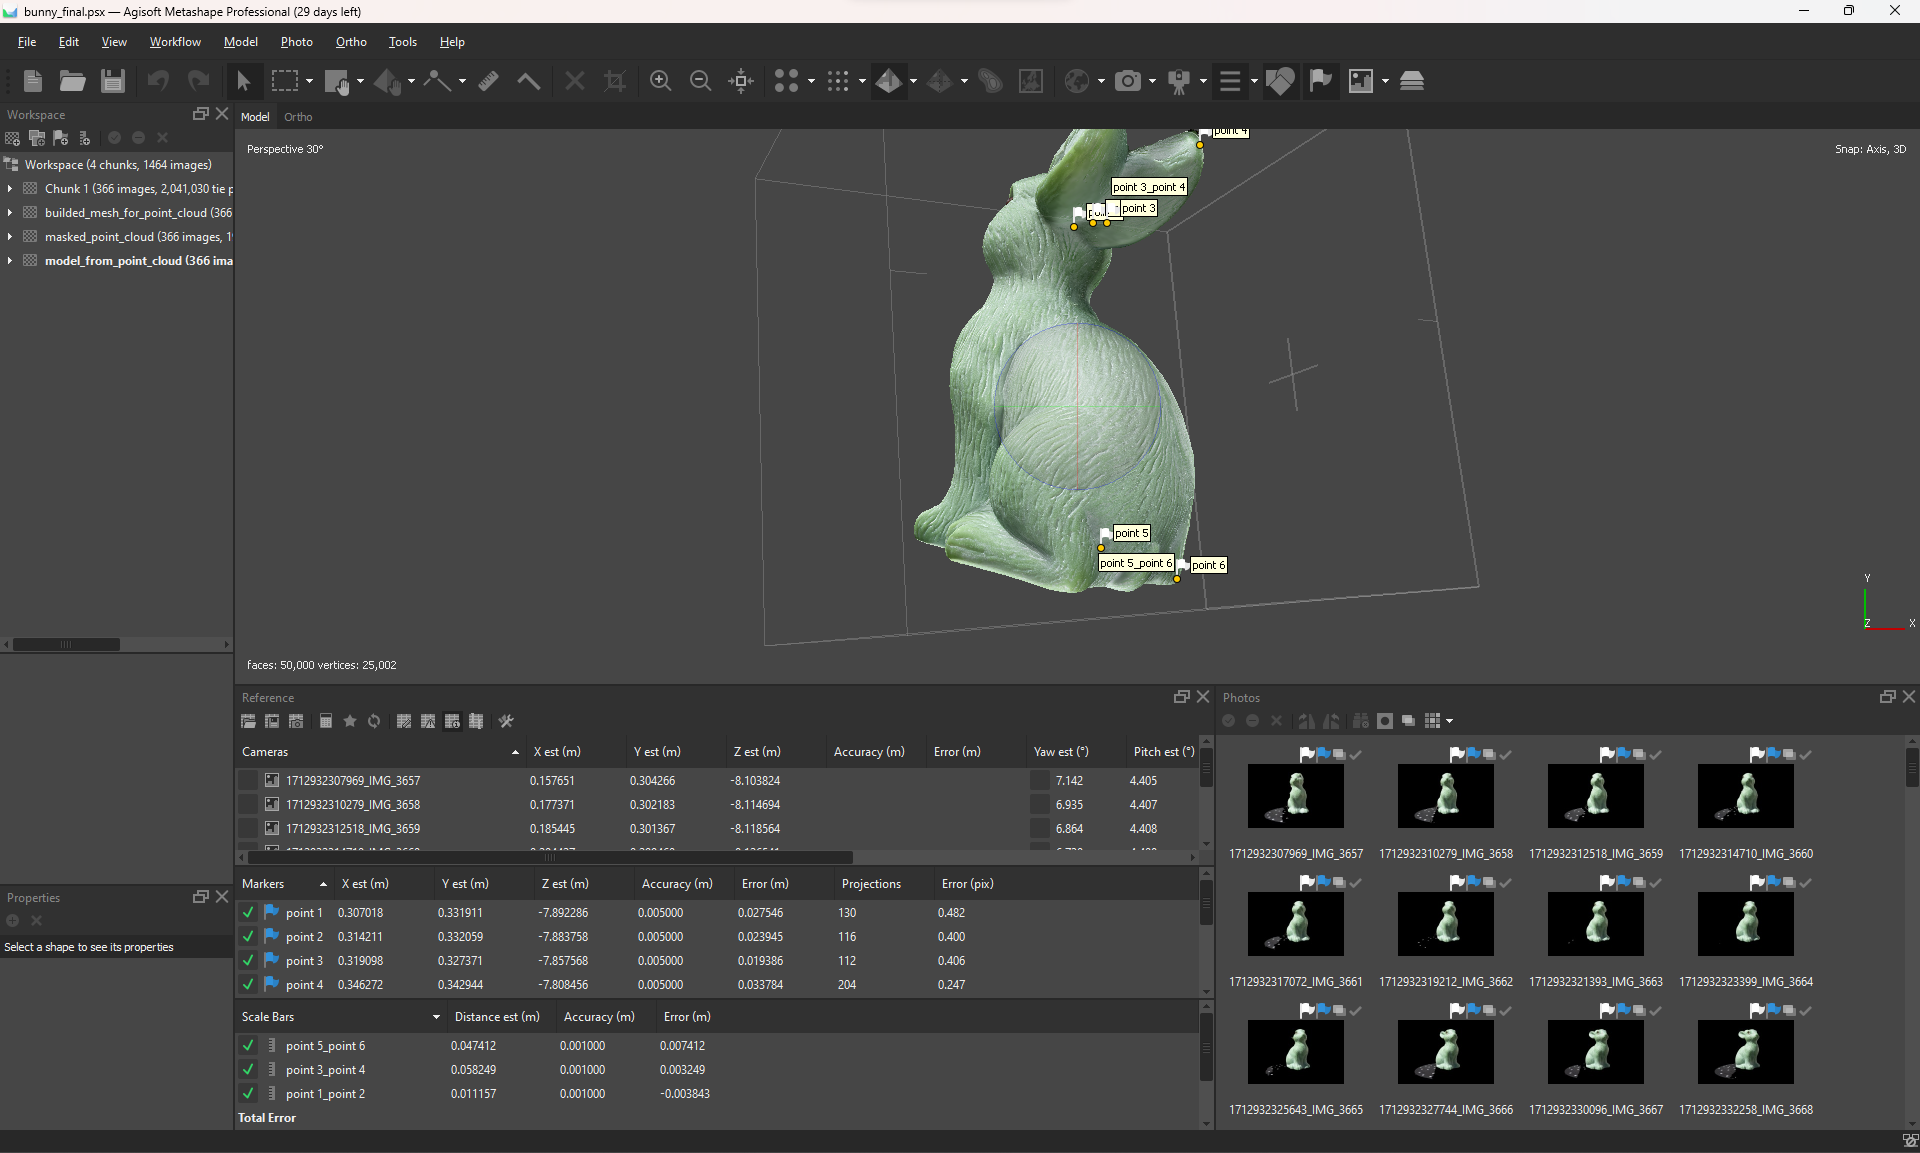 bunny_final.psx — Agisoft Metashape Professional (29 days left)
File Edit View Workflow Model Photo Ortho Tools Help
Workspace
Workspace (4 chunks, 1464 images)
Chunk 1 (366 images, 2,041,030 tie p
builded_mesh_for_point_cloud (366
masked_point_cloud (366 images, 1
model_from_point_cloud (366 ima
Properties
Select a shape to see its properties
Model Ortho
Perspective 30°
Snap: Axis, 3D
point 4
point 3_point 4
point 3
point 5
point 5_point 6
point 6
Y
Z X
faces: 50,000 vertices: 25,002
Reference
Cameras X est (m) Y est (m) Z est (m) Accuracy (m) Error (m) Yaw est (°) Pitch est (°)
1712932307969_IMG_3657 0.157651 0.304266 -8.103824 7.142 4.405
1712932310279_IMG_3658 0.177371 0.302183 -8.114694 6.935 4.407
1712932312518_IMG_3659 0.185445 0.301367 -8.118564 6.864 4.408
Markers X est (m) Y est (m) Z est (m) Accuracy (m) Error (m) Projections Error (pix)
point 1 0.307018 0.331911 -7.892286 0.005000 0.027546 130 0.482
point 2 0.314211 0.332059 -7.883758 0.005000 0.023945 116 0.400
point 3 0.319098 0.327371 -7.857568 0.005000 0.019386 112 0.406
point 4 0.346272 0.342944 -7.808456 0.005000 0.033784 204 0.247
Scale Bars Distance est (m) Accuracy (m) Error (m)
point 5_point 6 0.047412 0.001000 0.007412
point 3_point 4 0.058249 0.001000 0.003249
point 1_point 2 0.011157 0.001000 -0.003843
Total Error
Photos
1712932307969_IMG_3657 1712932310279_IMG_3658 1712932312518_IMG_3659 1712932314710_IMG_3660
1712932317072_IMG_3661 1712932319212_IMG_3662 1712932321393_IMG_3663 1712932323399_IMG_3664
1712932325643_IMG_3665 1712932327744_IMG_3666 1712932330096_IMG_3667 1712932332258_IMG_3668